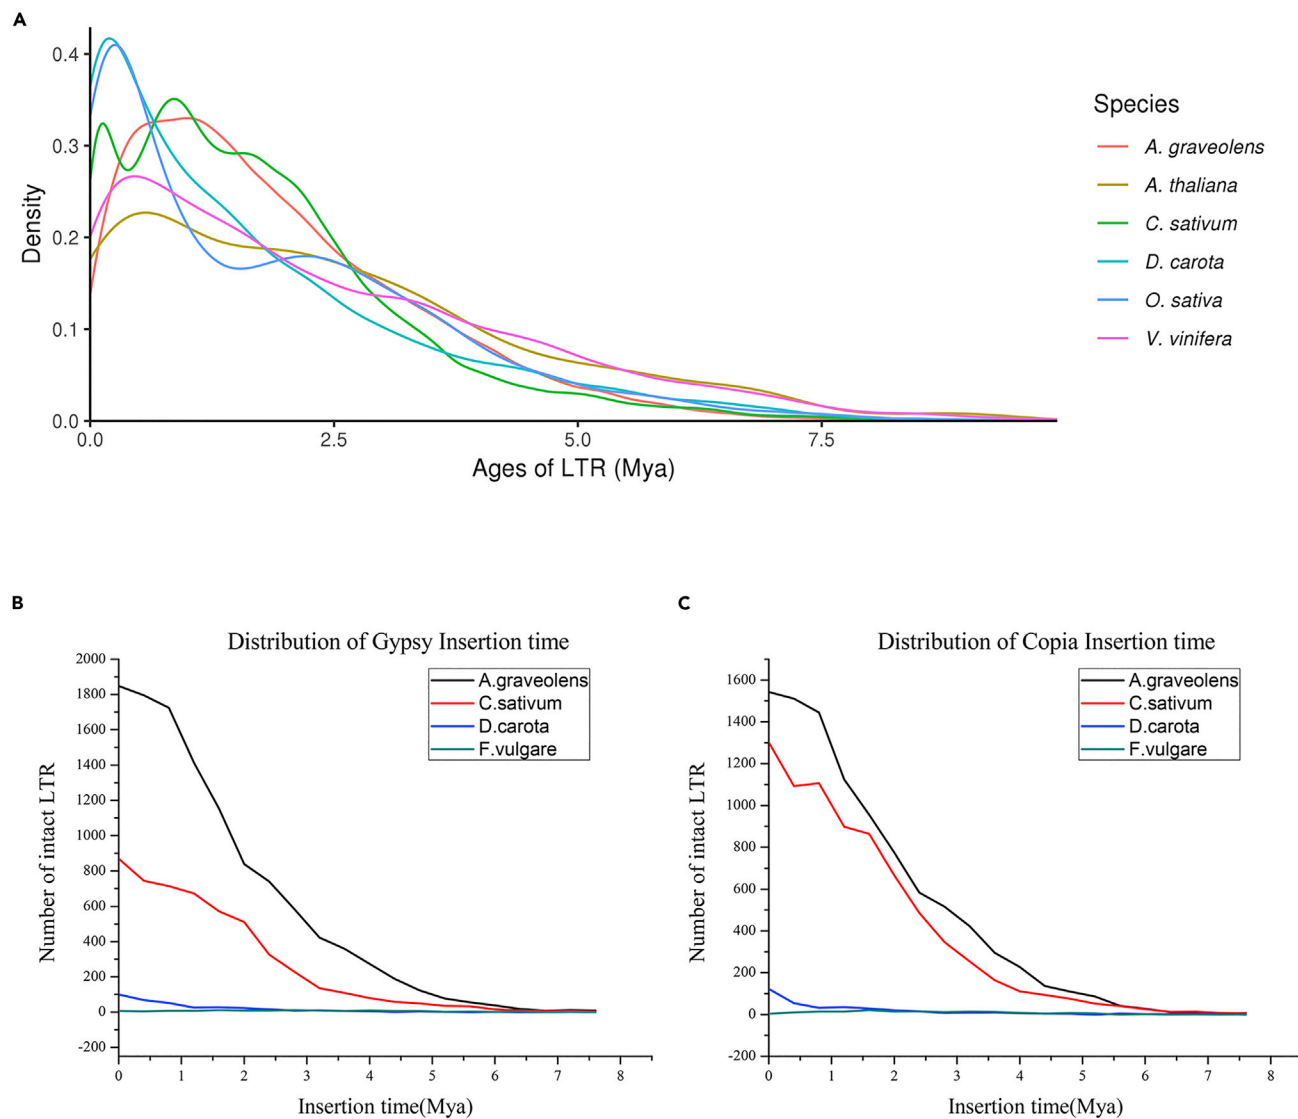 A
Density
0.4
0.3
0.2
0.1
0.0
0.0 2.5 5.0 7.5
Ages of LTR (Mya)
Species
A. graveolens
A. thaliana
C. sativum
D. carota
O. sativa
V. vinifera
B
Distribution of Gypsy Insertion time
Number of intact LTR
2000
1800
1600
1400
1200
1000
800
600
400
200
0
-200
0 1 2 3 4 5 6 7 8
Insertion time(Mya)
A.graveolens
C.sativum
D.carota
F.vulgare
C
Distribution of Copia Insertion time
Number of intact LTR
1600
1400
1200
1000
800
600
400
200
0
-200
0 1 2 3 4 5 6 7 8
Insertion time(Mya)
A.graveolens
C.sativum
D.carota
F.vulgare